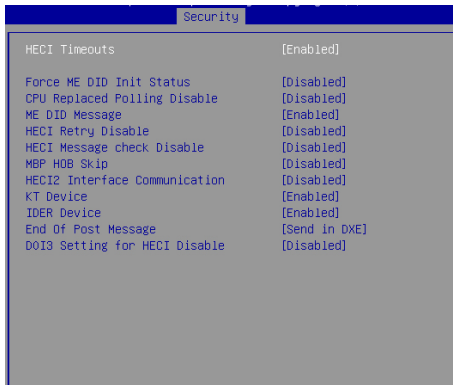 Security
HECI Timeouts [Enabled]
Force ME DID Init Status [Disabled]
CPU Replaced Polling Disable [Disabled]
ME DID Message [Enabled]
HECI Retry Disable [Disabled]
HECI Message check Disable [Disabled]
MBP HOB Skip [Disabled]
HECI2 Interface Communication [Disabled]
KT Device [Enabled]
IDER Device [Enabled]
End Of Post Message [Send in DXE]
D0I3 Setting for HECI Disable [Disabled]